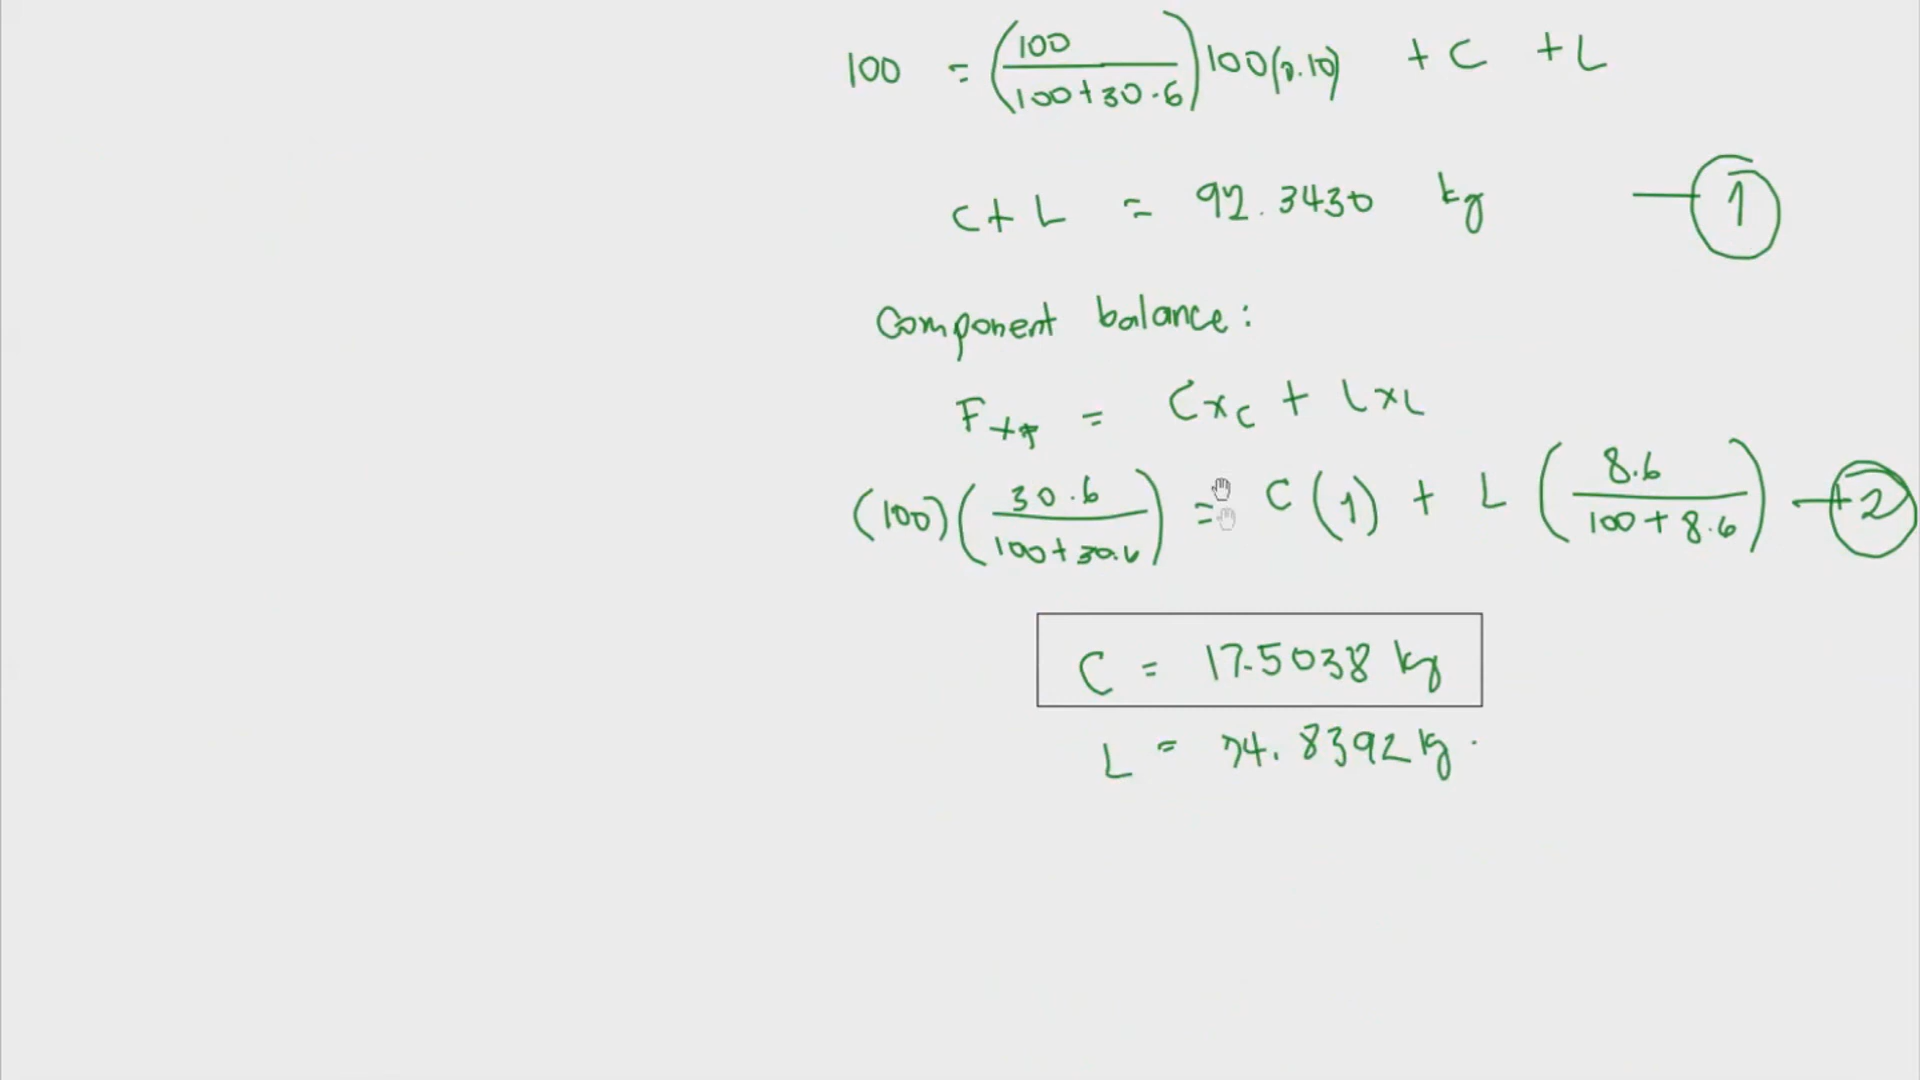 100 = (100 / 100+30.6) 100(0.10) + C + L
C + L = 92.3430 kg — 1
Component balance:
F x_F = C x_C + L x_L
(100) (30.6 / 100+30.6) = C (1) + L (8.6 / 100 + 8.6) — 2
C = 17.5038 kg
L = 74.8392 kg.